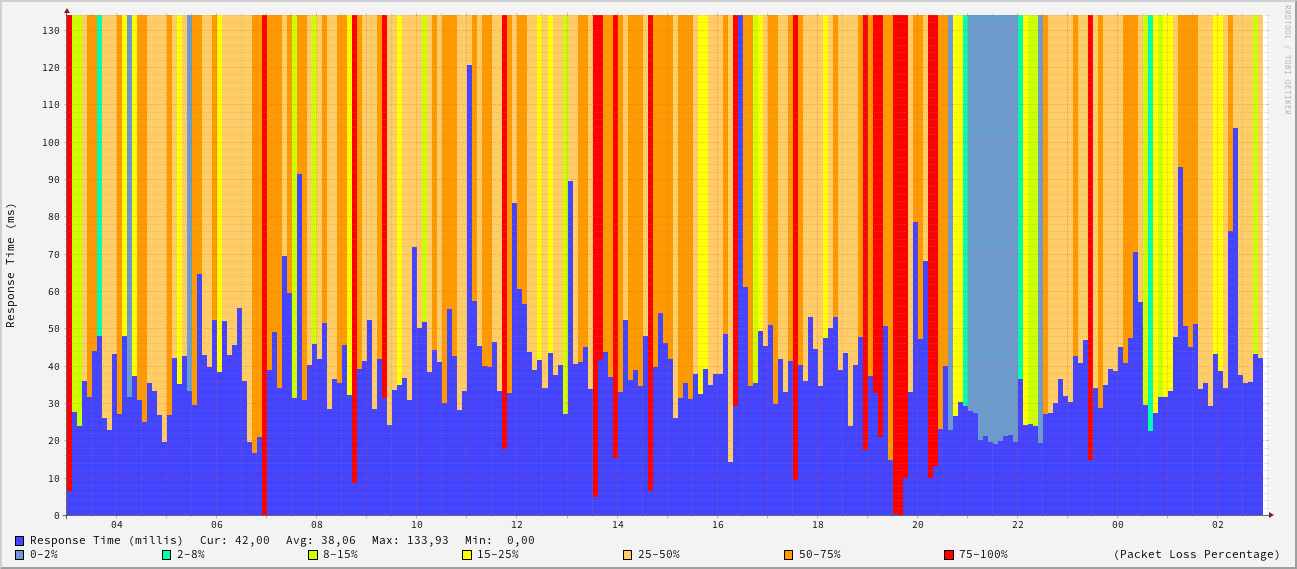 RRDTOOL / TOBI OETIKER
Response Time (ms)
130
120
110
100
90
80
70
60
50
40
30
20
10
0
04 06 08 10 12 14 16 18 20 22 00 02
Response Time (millis) Cur: 42,00 Avg: 38,06 Max: 133,93 Min: 0,00
0-2% 2-8% 8-15% 15-25% 25-50% 50-75% 75-100% (Packet Loss Percentage)